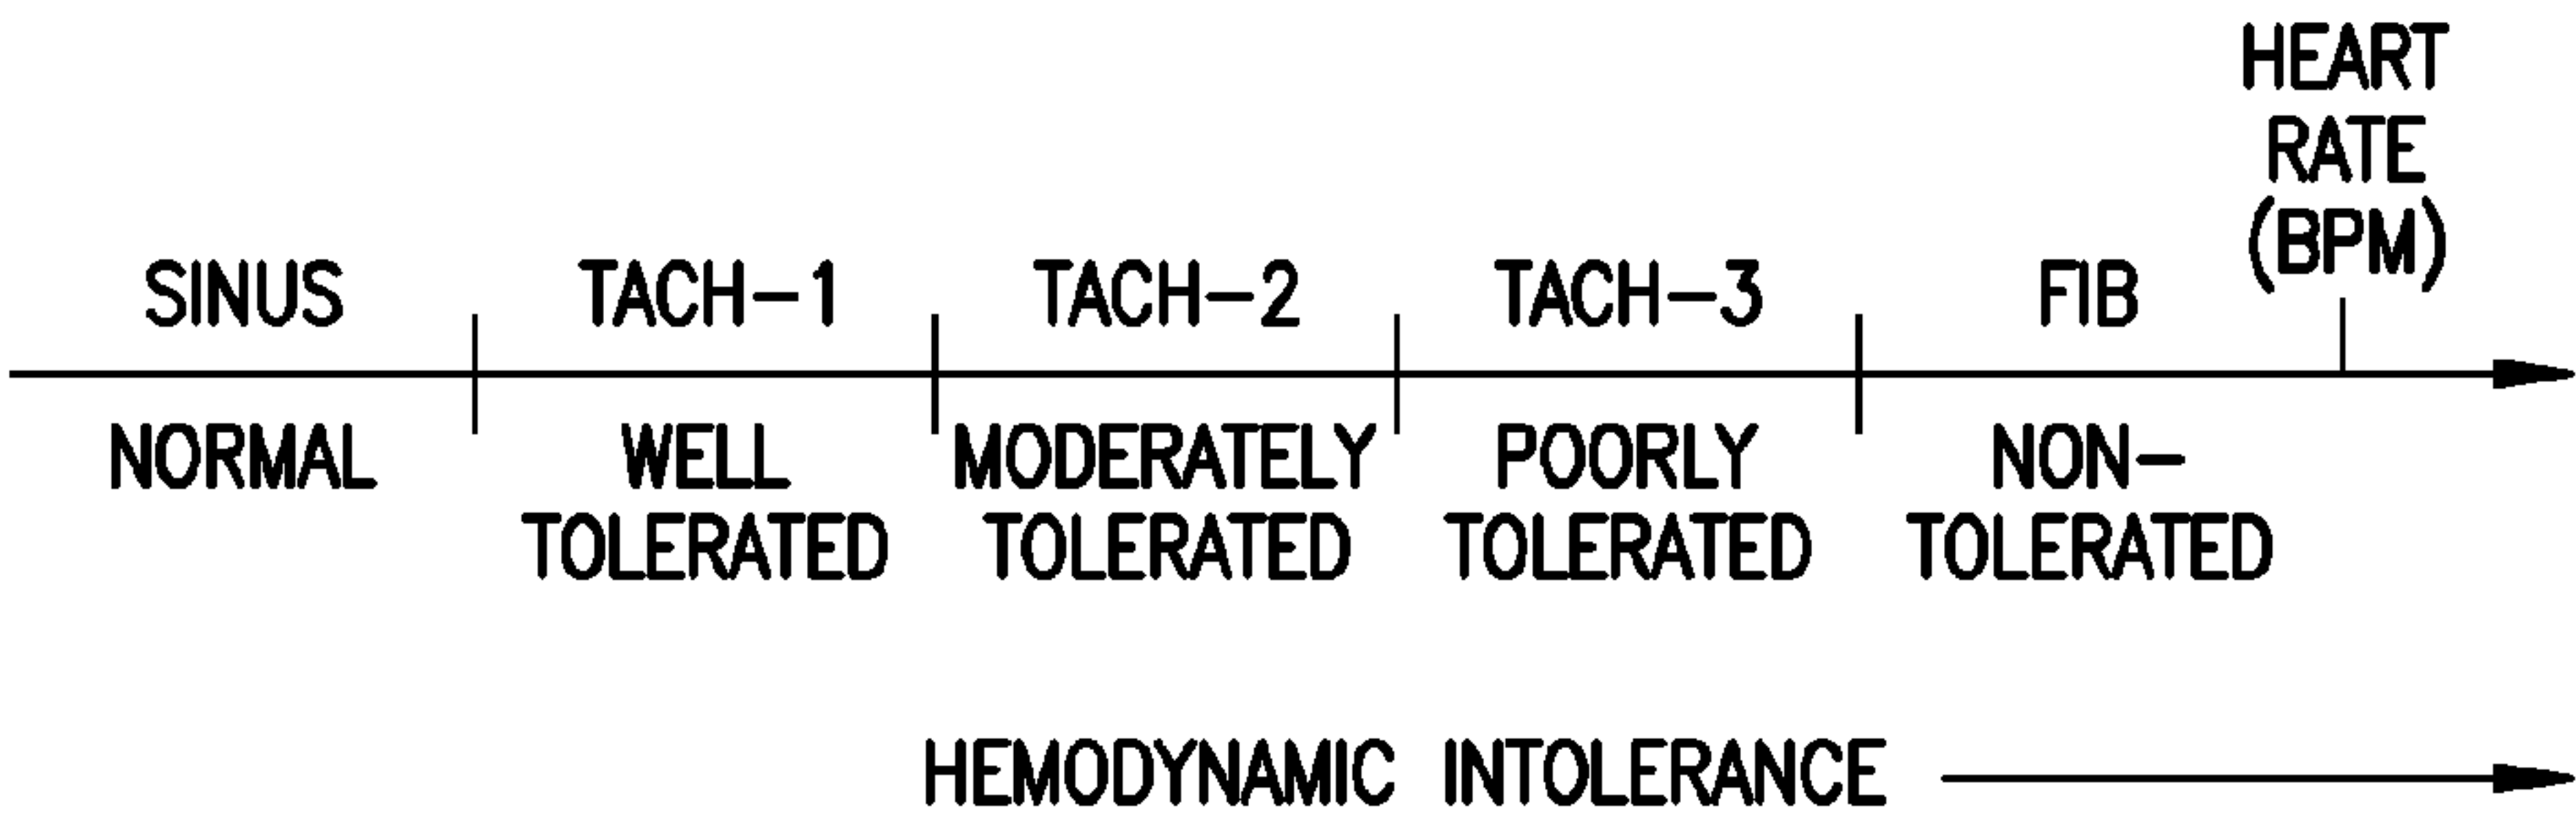 HEART
RATE
(BPM)
SINUS TACH-1 TACH-2 TACH-3 FIB
NORMAL WELL MODERATELY POORLY NON-
TOLERATED TOLERATED TOLERATED TOLERATED
HEMODYNAMIC INTOLERANCE